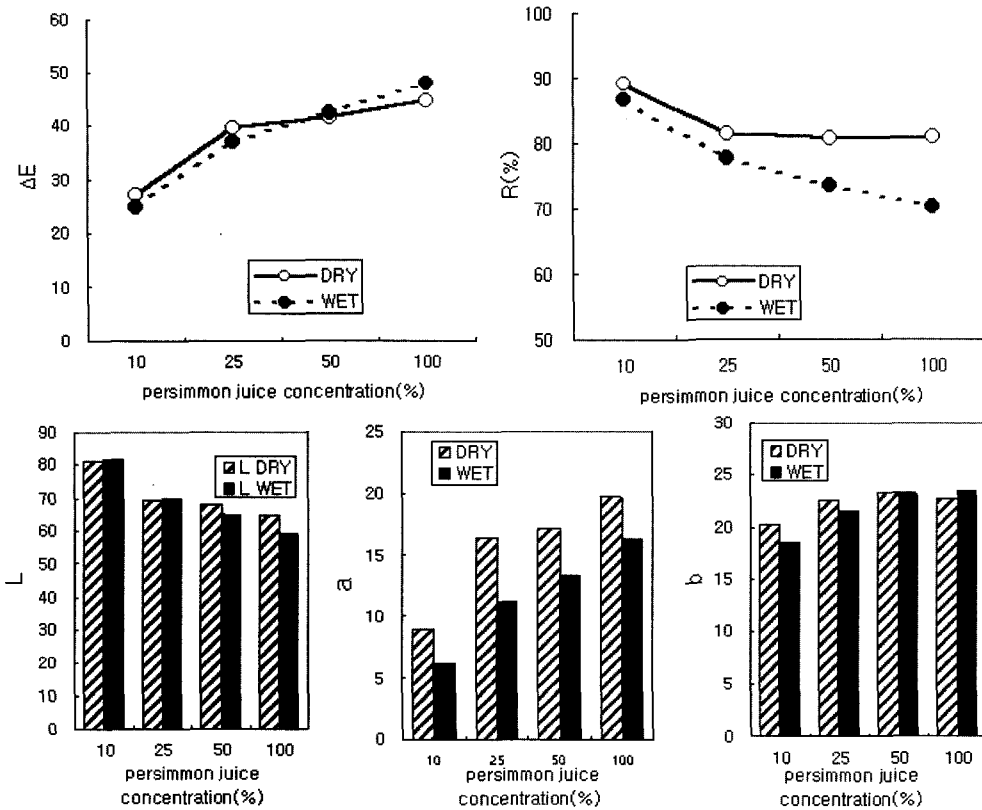 60
50
40
30
20
10
0
ΔE
DRY
WET
10 25 50 100
persimmon juice concentration(%)
100
90
80
70
60
50
R(%)
DRY
WET
10 25 50 100
persimmon juice concentration(%)
90
80
70
60
50
40
30
20
10
0
L
L DRY
L WET
10 25 50 100
persimmon juice
concentration(%)
25
20
15
10
5
0
a
DRY
WET
10 25 50 100
persimmon juice
concentration(%)
30
25
20
15
10
5
0
b
DRY
WET
10 25 50 100
persimmon juice
concentration(%)